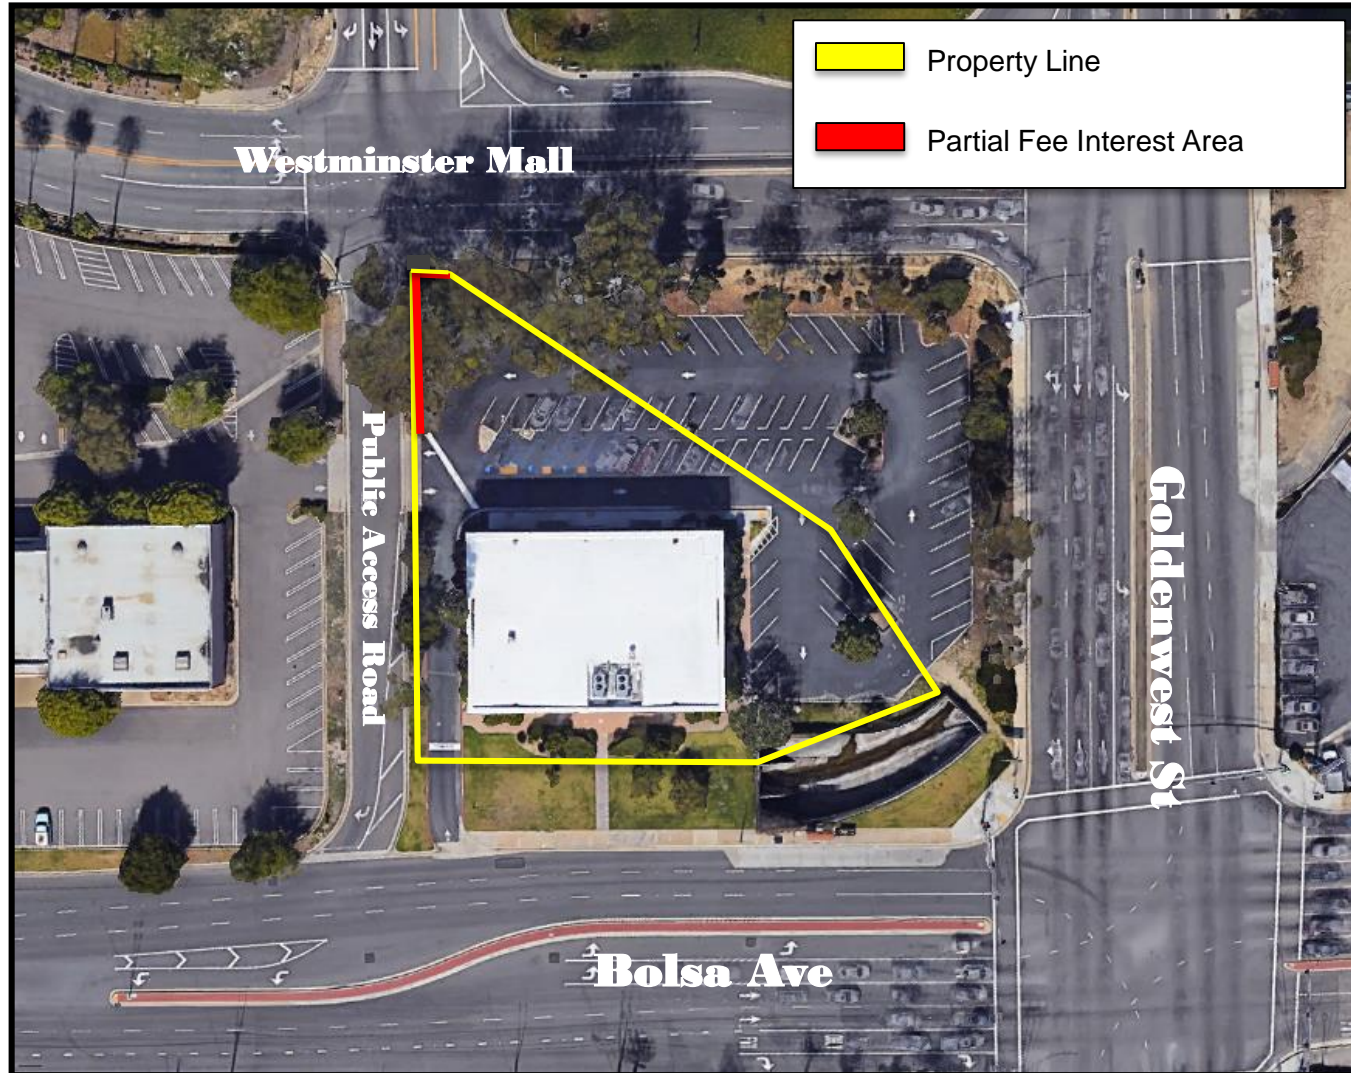 Property Line
Partial Fee Interest Area
Westminster Mall
Public Access Road
Goldenwest St
Bolsa Ave